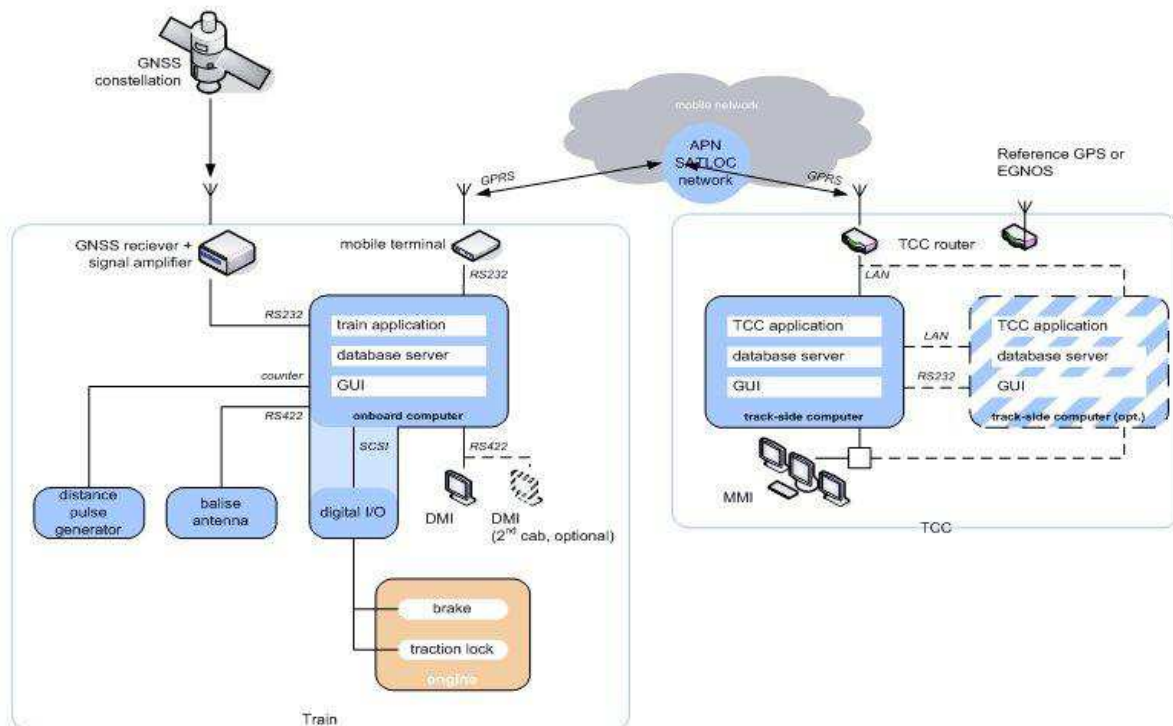 GNSS
constellation
mobile network
APN
SATLOC
network
GPRS
GPRS
Reference GPS or
EGNOS
GNSS reciever +
signal amplifier
mobile terminal
RS232
TCC router
LAN
RS232
train application
database server
GUI
onboard computer
counter
RS422
SCSI
RS422
distance
pulse
generator
balise
antenna
digital I/O
DMI
DMI
(2nd cab, optional)
brake
traction lock
engine
Train
TCC application
database server
GUI
track-side computer
LAN
RS232
TCC application
database server
GUI
track-side computer (opt.)
MMI
TCC